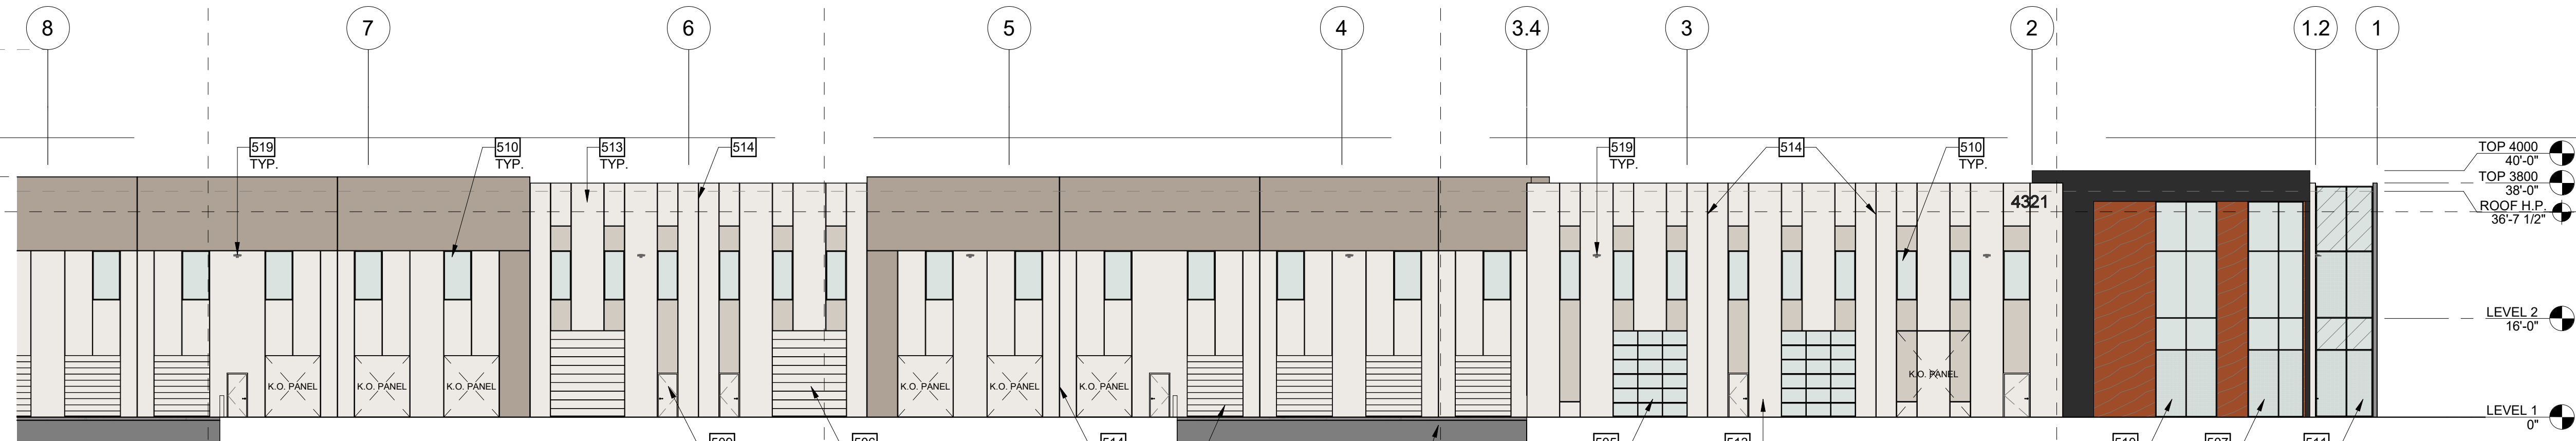 8
7
6
5
4
3.4
3
2
1.2
1
519
TYP.
510
TYP.
513
TYP.
514
519
TYP.
514
510
TYP.
TOP 4000
40'-0"
TOP 3800
38'-0"
ROOF H.P.
36'-7 1/2"
4321
LEVEL 2
16'-0"
K.O. PANEL
K.O. PANEL
K.O. PANEL
K.O. PANEL
K.O. PANEL
K.O. PANEL
K.O. PANEL
LEVEL 1
0"